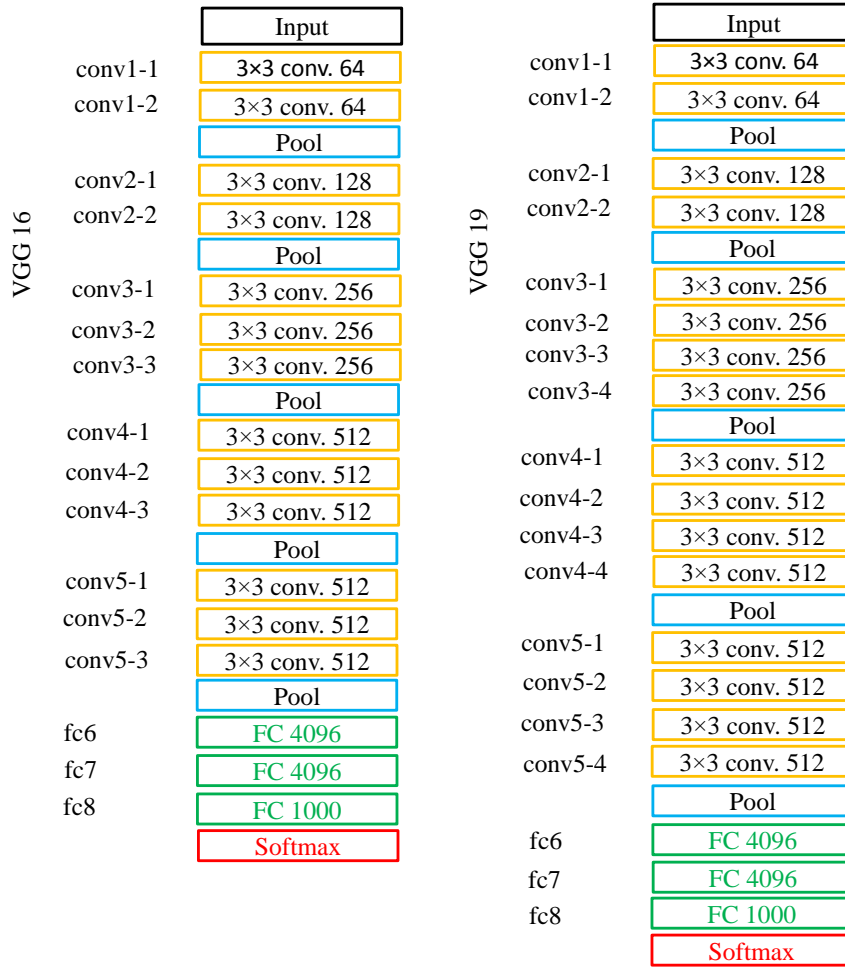 VGG 16
Input
conv1-1 3×3 conv. 64
conv1-2 3×3 conv. 64
Pool
conv2-1 3×3 conv. 128
conv2-2 3×3 conv. 128
Pool
conv3-1 3×3 conv. 256
conv3-2 3×3 conv. 256
conv3-3 3×3 conv. 256
Pool
conv4-1 3×3 conv. 512
conv4-2 3×3 conv. 512
conv4-3 3×3 conv. 512
Pool
conv5-1 3×3 conv. 512
conv5-2 3×3 conv. 512
conv5-3 3×3 conv. 512
Pool
fc6 FC 4096
fc7 FC 4096
fc8 FC 1000
Softmax
VGG 19
Input
conv1-1 3×3 conv. 64
conv1-2 3×3 conv. 64
Pool
conv2-1 3×3 conv. 128
conv2-2 3×3 conv. 128
Pool
conv3-1 3×3 conv. 256
conv3-2 3×3 conv. 256
conv3-3 3×3 conv. 256
conv3-4 3×3 conv. 256
Pool
conv4-1 3×3 conv. 512
conv4-2 3×3 conv. 512
conv4-3 3×3 conv. 512
conv4-4 3×3 conv. 512
Pool
conv5-1 3×3 conv. 512
conv5-2 3×3 conv. 512
conv5-3 3×3 conv. 512
conv5-4 3×3 conv. 512
Pool
fc6 FC 4096
fc7 FC 4096
fc8 FC 1000
Softmax